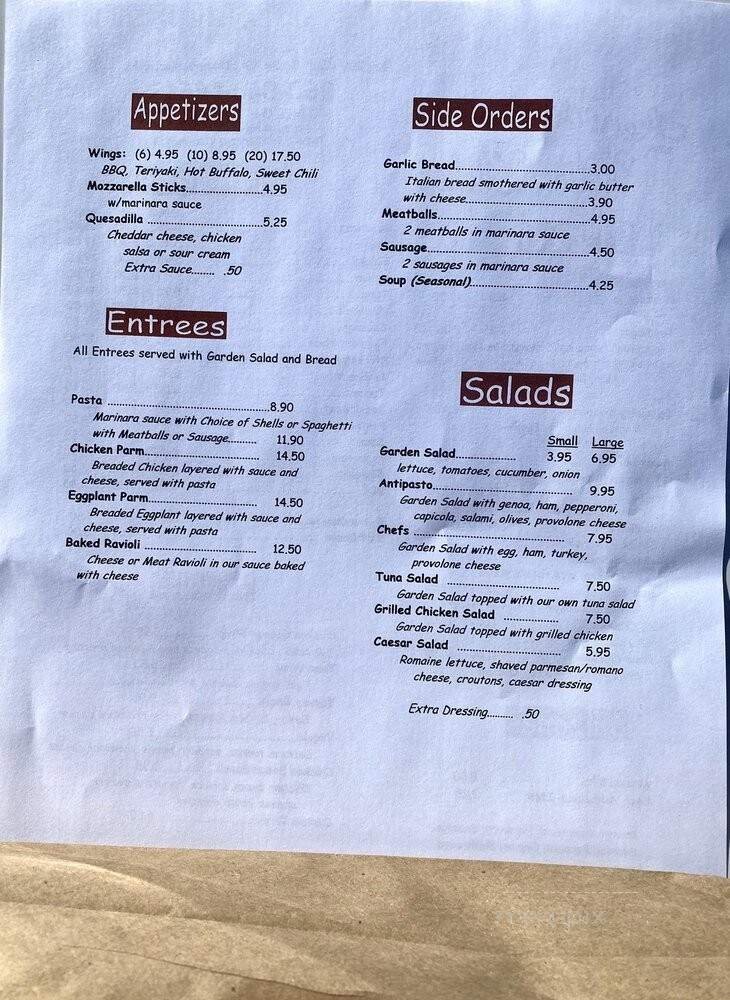 Appetizers
Wings: (6) 4.95 (10) 8.95 (20) 17.50
BBQ, Teriyaki, Hot Buffalo, Sweet Chili
Mozzarella Sticks......................4.95
w/marinara sauce
Quesadilla ................................5.25
Cheddar cheese, chicken
salsa or sour cream
Extra Sauce....... .50
Entrees
All Entrees served with Garden Salad and Bread
Pasta ..............................................8.90
Marinara sauce with Choice of Shells or Spaghetti
with Meatballs or Sausage........ 11.90
Chicken Parm................................ 14.50
Breaded Chicken layered with sauce and
cheese, served with pasta
Eggplant Parm............................... 14.50
Breaded Eggplant layered with sauce and
cheese, served with pasta
Baked Ravioli ................................ 12.50
Cheese or Meat Ravioli in our sauce baked
with cheese
Side Orders
Garlic Bread......................................3.00
Italian bread smothered with garlic butter
with cheese..................................3.90
Meatballs...........................................4.95
2 meatballs in marinara sauce
Sausage..............................................4.50
2 sausages in marinara sauce
Soup (Seasonal).................................4.25
Salads
Small Large
Garden Salad................. 3.95 6.95
lettuce, tomatoes, cucumber, onion
Antipasto..................................... 9.95
Garden Salad with genoa, ham, pepperoni,
capicola, salami, olives, provolone cheese
Chefs .......................................... 7.95
Garden Salad with egg, ham, turkey,
provolone cheese
Tuna Salad ................................ 7.50
Garden Salad topped with our own tuna salad
Grilled Chicken Salad ............... 7.50
Garden Salad topped with grilled chicken
Caesar Salad ............................. 5.95
Romaine lettuce, shaved parmesan/romano
cheese, croutons, caesar dressing
Extra Dressing......... .50